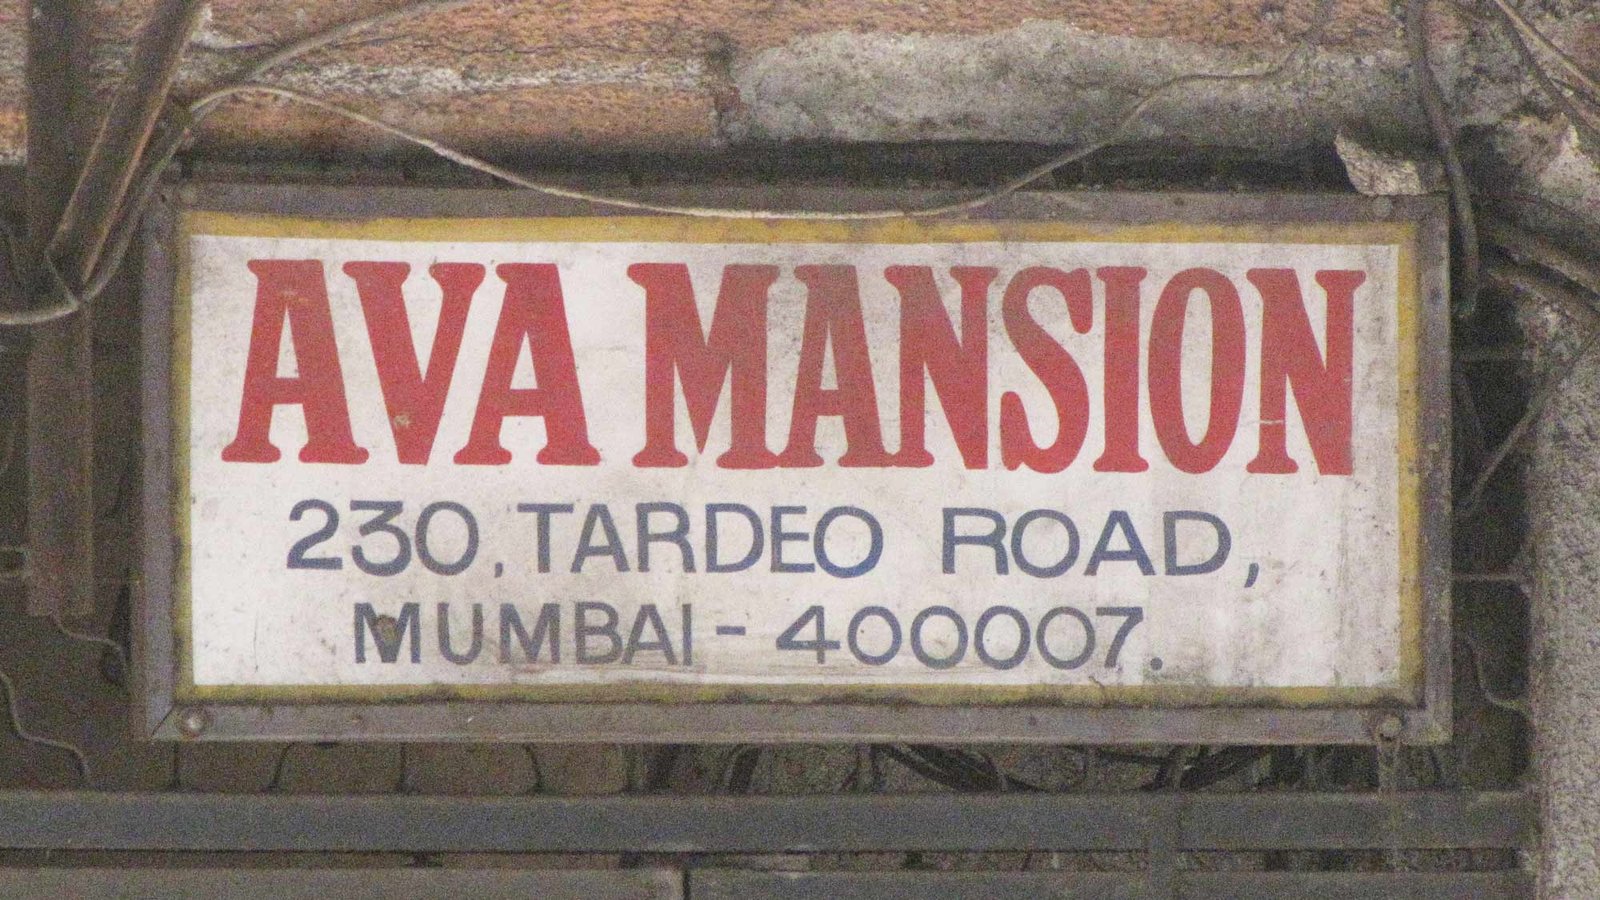 AVA MANSION
230, TARDEO ROAD,
MUMBAI - 400007.